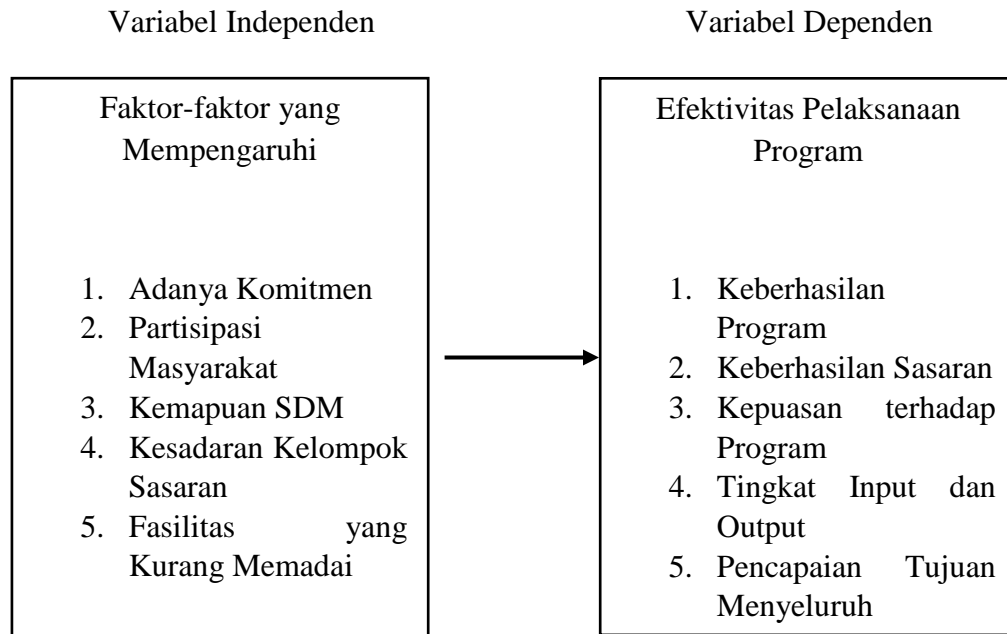 Variabel Independen
Variabel Dependen
Faktor-faktor yang
Mempengaruhi
1. Adanya Komitmen
2. Partisipasi
Masyarakat
3. Kemapuan SDM
4. Kesadaran Kelompok
Sasaran
5. Fasilitas yang
Kurang Memadai
Efektivitas Pelaksanaan
Program
1. Keberhasilan
Program
2. Keberhasilan Sasaran
3. Kepuasan terhadap
Program
4. Tingkat Input dan
Output
5. Pencapaian Tujuan
Menyeluruh